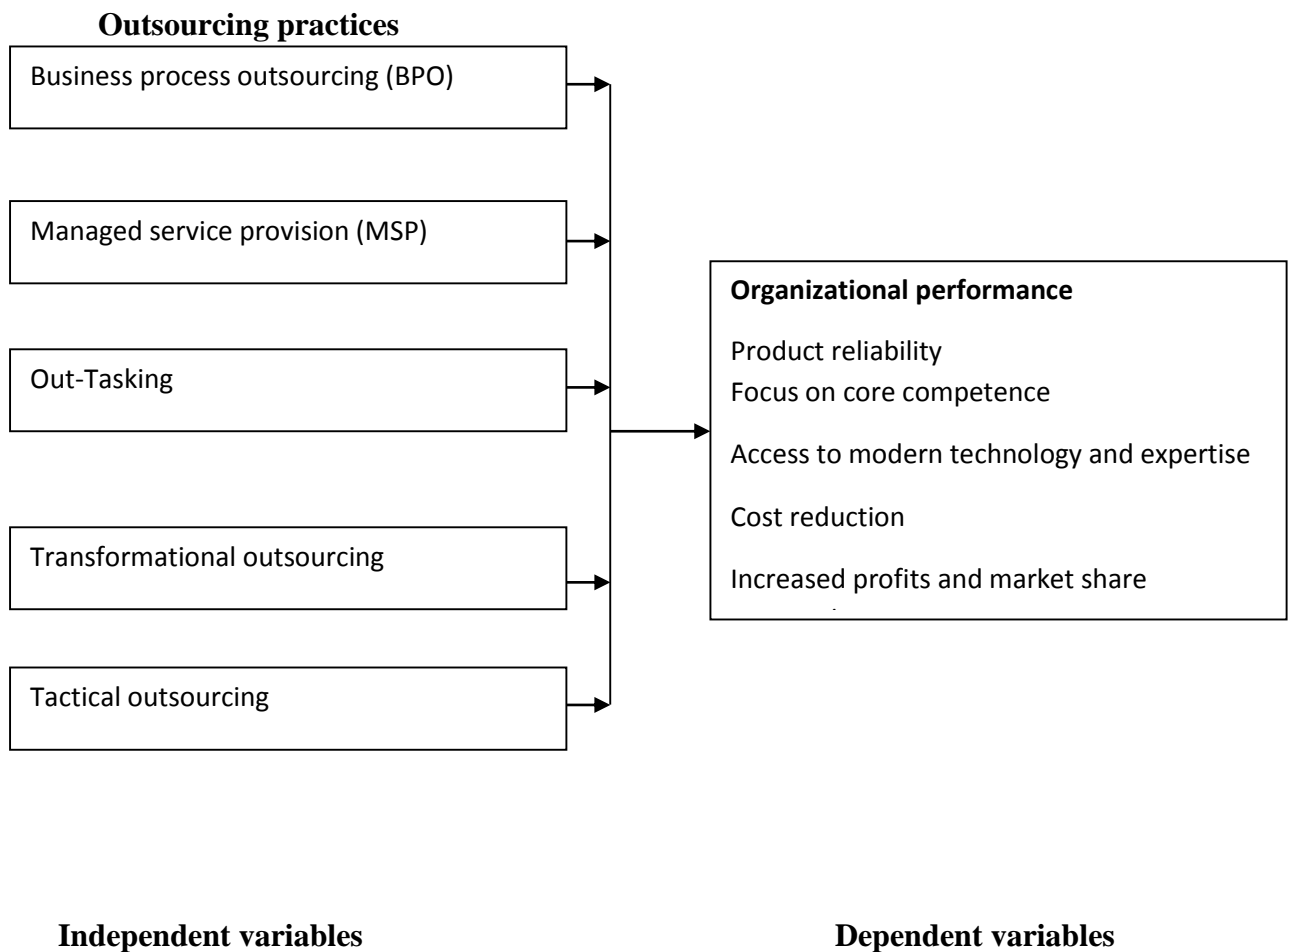 Outsourcing practices
Business process outsourcing (BPO)
Managed service provision (MSP)
Out-Tasking
Transformational outsourcing
Tactical outsourcing
Organizational performance
Product reliability
Focus on core competence
Access to modern technology and expertise
Cost reduction
Increased profits and market share
Independent variables
Dependent variables